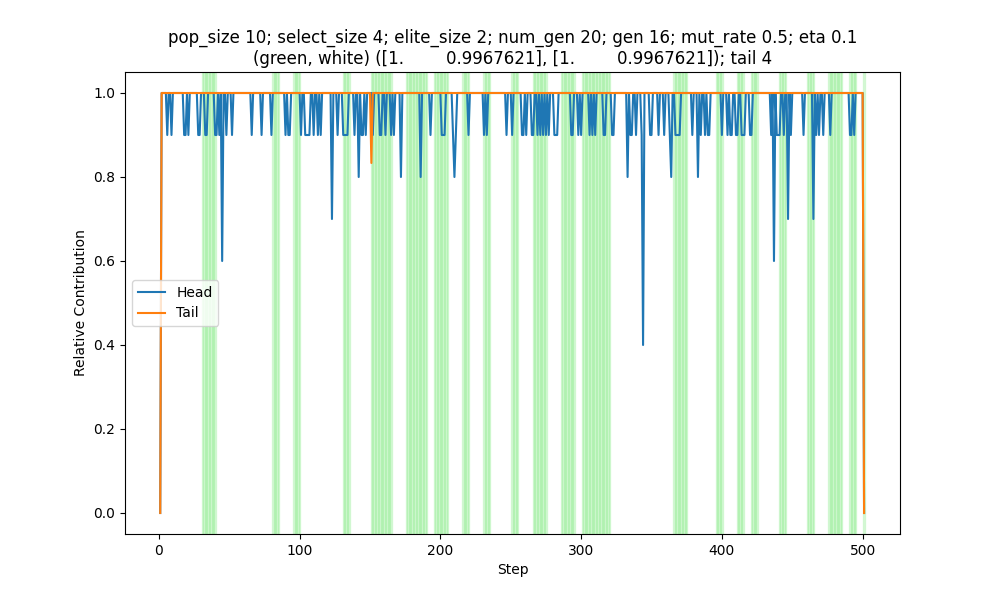 pop_size 10; select_size 4; elite_size 2; num_gen 20; gen 16; mut_rate 0.5; eta 0.1
(green, white) ([1.         0.9967621], [1.         0.9967621]); tail 4
1.0
0.8
0.6
0.4
0.2
0.0
Relative Contribution
Head
Tail
0
100
200
300
400
500
Step